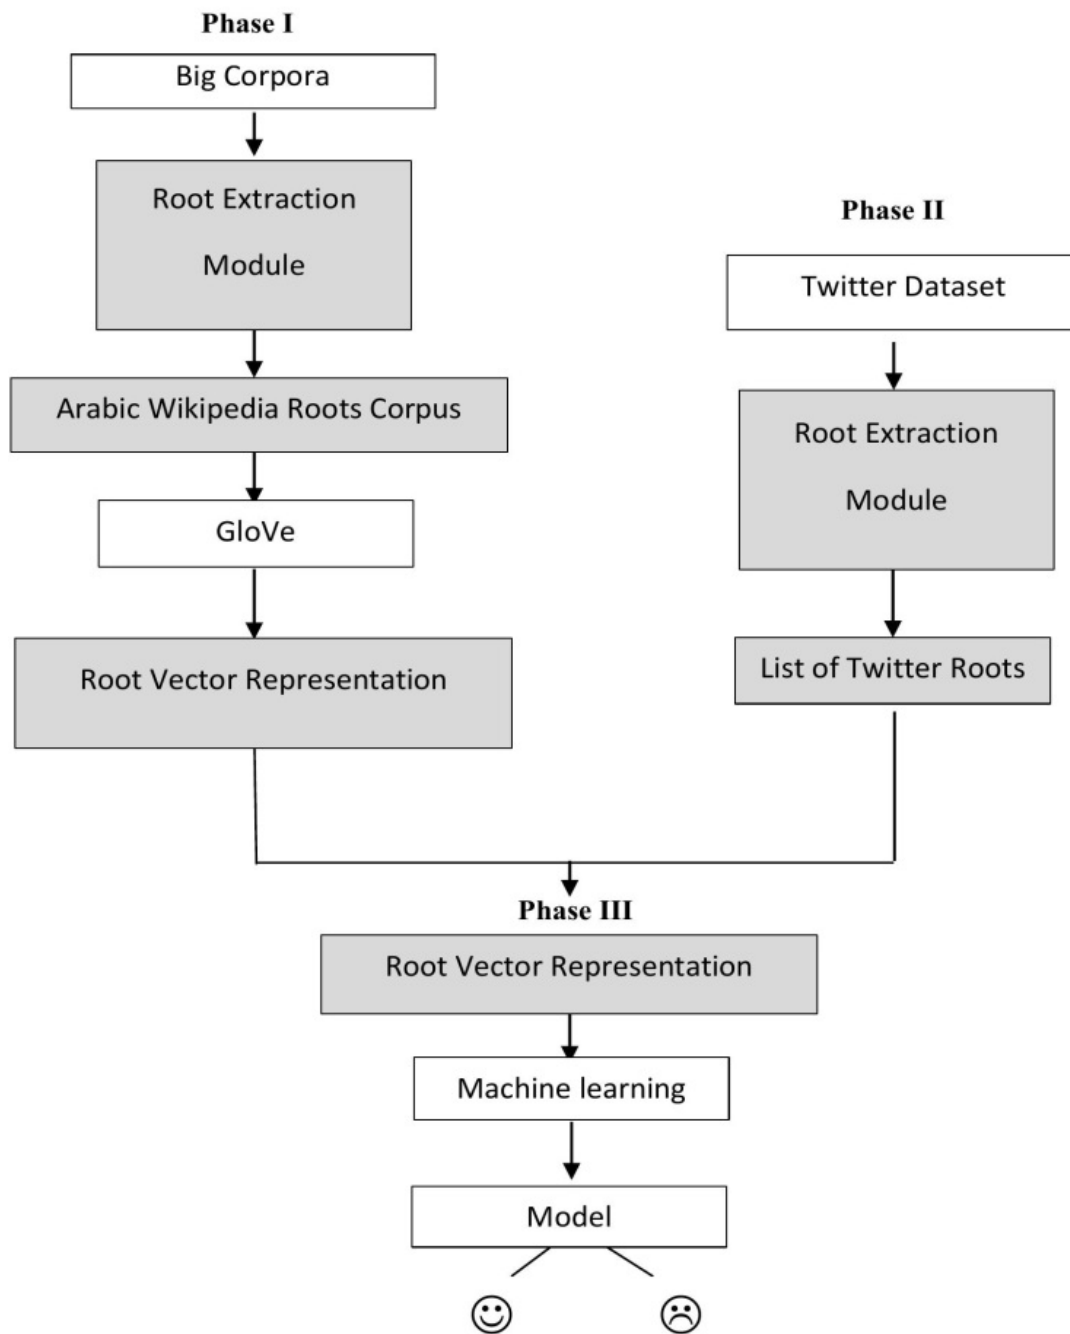 Phase I
Big Corpora
Root Extraction
Module
Arabic Wikipedia Roots Corpus
GloVe
Root Vector Representation
Phase II
Twitter Dataset
Root Extraction
Module
List of Twitter Roots
Phase III
Root Vector Representation
Machine learning
Model